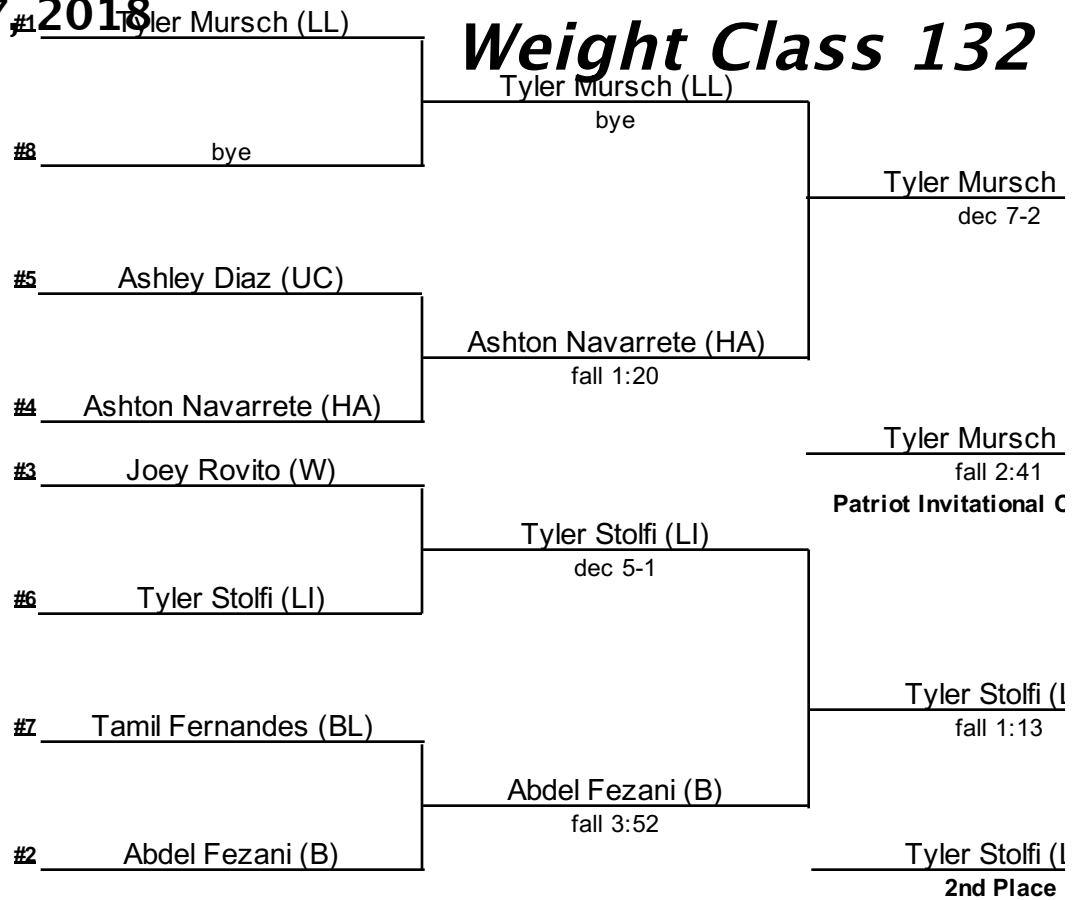 7, 2018
Weight Class 132
#1 Tyler Mursch (LL)
Tyler Mursch (LL)
bye
#8 bye
Tyler Mursch
dec 7-2
#5 Ashley Diaz (UC)
Ashton Navarrete (HA)
fall 1:20
#4 Ashton Navarrete (HA)
Tyler Mursch
fall 2:41
Patriot Invitational
#3 Joey Rovito (W)
Tyler Stolfi (LI)
dec 5-1
#6 Tyler Stolfi (LI)
Tyler Stolfi (
fall 1:13
#7 Tamil Fernandes (BL)
Abdel Fezani (B)
fall 3:52
#2 Abdel Fezani (B)
Tyler Stolfi (
2nd Place